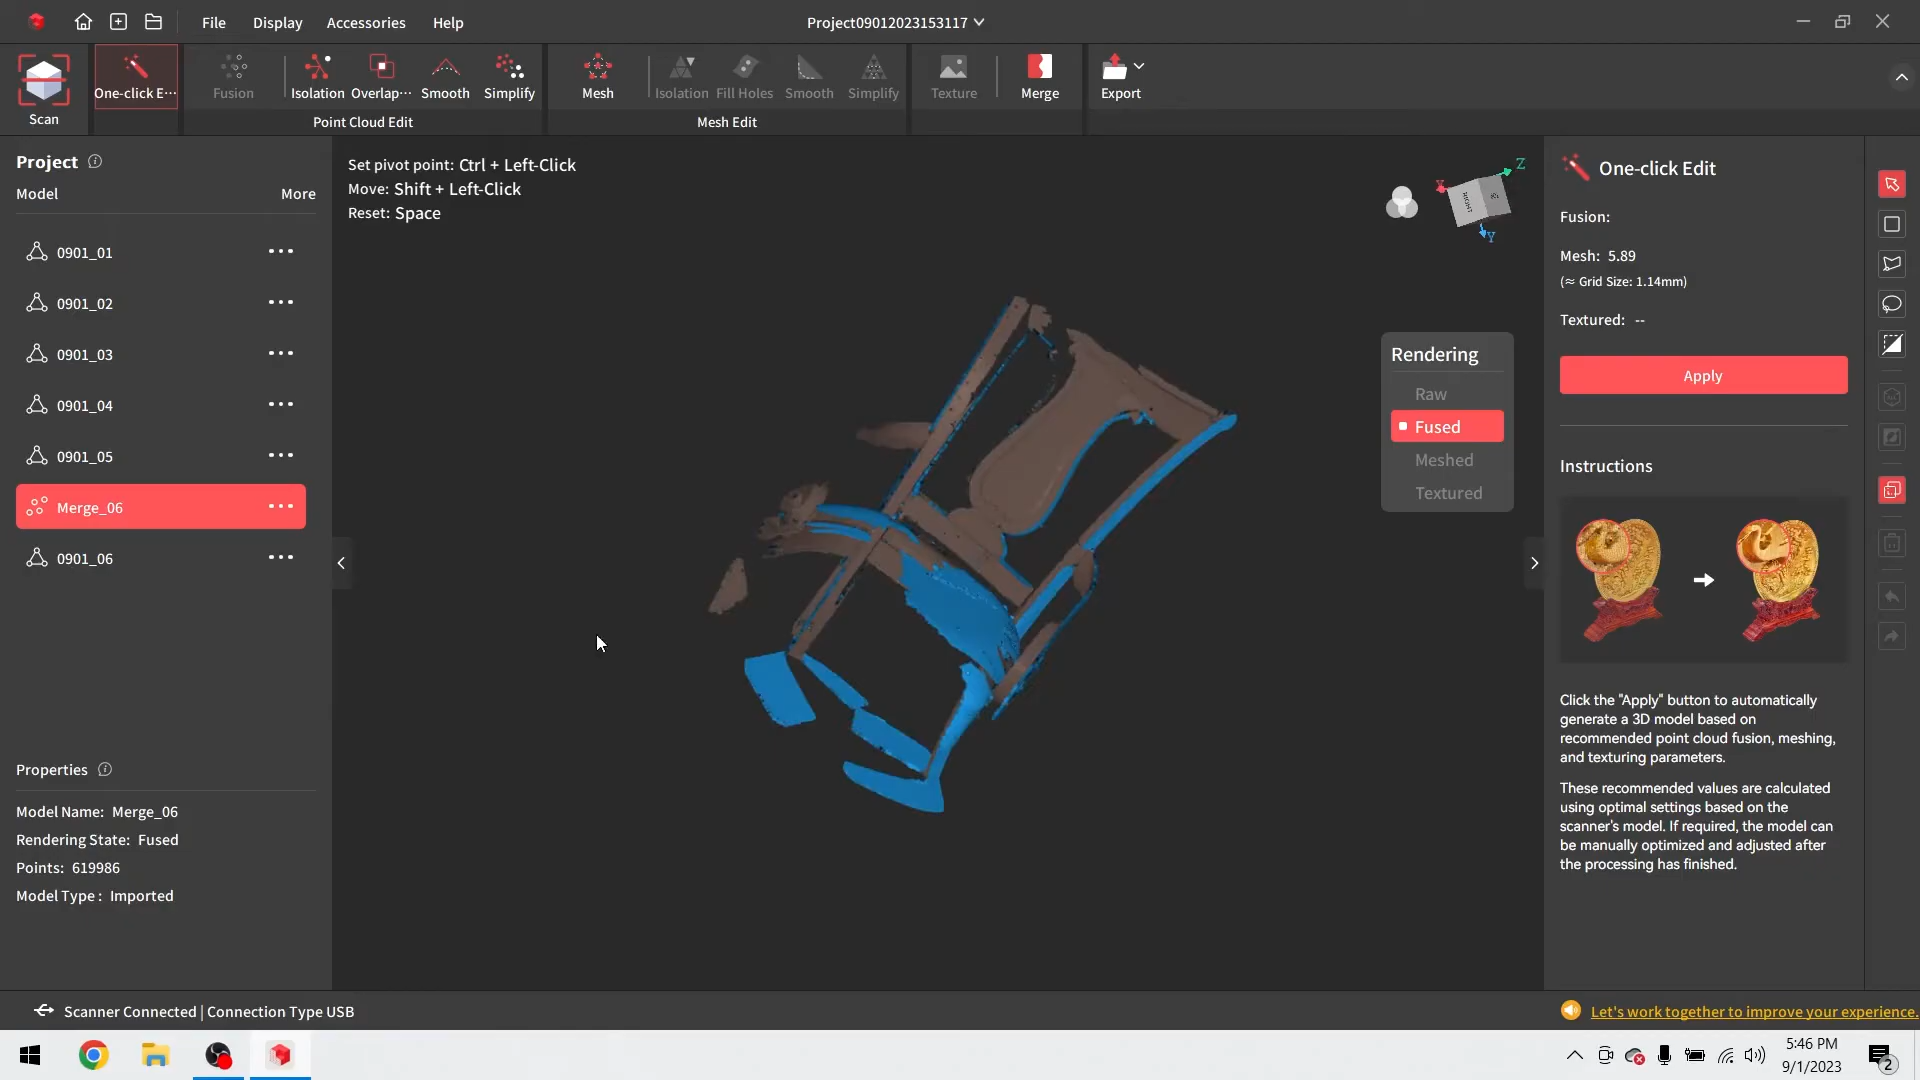 File Display Accessories Help
Project09012023153117
Scan
One-click E···
Fusion
Isolation
Overlap···
Smooth
Simplify
Point Cloud Edit
Mesh
Isolation
Fill Holes
Smooth
Simplify
Mesh Edit
Texture
Merge
Export
Project
Model More
0901_01
0901_02
0901_03
0901_04
0901_05
Merge_06
0901_06
Properties
Model Name: Merge_06
Rendering State: Fused
Points: 619986
Model Type : Imported
Set pivot point: Ctrl + Left-Click
Move: Shift + Left-Click
Reset: Space
X
Z
Y
RIGHT
Rendering
Raw
Fused
Meshed
Textured
One-click Edit
Fusion:
Mesh: 5.89
(≈ Grid Size: 1.14mm)
Textured: --
Apply
Instructions
Click the "Apply" button to automatically
generate a 3D model based on
recommended point cloud fusion, meshing,
and texturing parameters.
These recommended values are calculated
using optimal settings based on the
scanner's model. If required, the model can
be manually optimized and adjusted after
the processing has finished.
Scanner Connected | Connection Type USB
Let's work together to improve your experience.
5:46 PM
9/1/2023
2